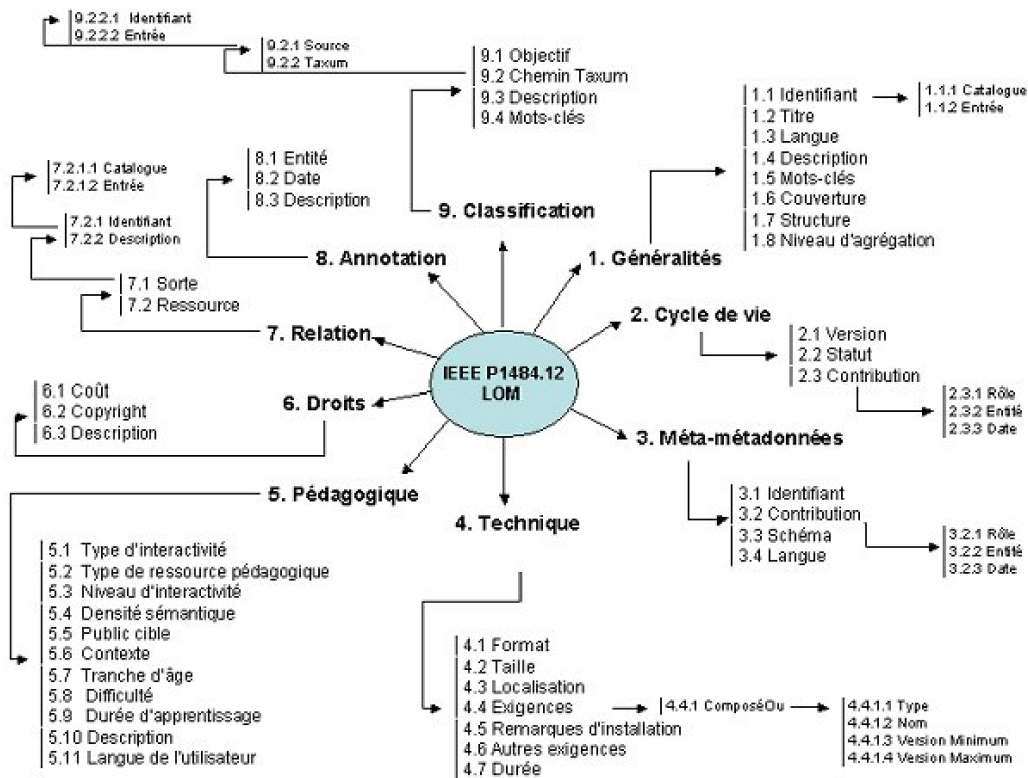 9.2.2.1 Identifiant
9.2.2.2 Entrée
9.2.1 Source
9.2.2 Taxum
9.1 Objectif
9.2 Chemin Taxum
9.3 Description
9.4 Mots-clés
9. Classification
1.1 Identifiant
1.2 Titre
1.3 Langue
1.4 Description
1.5 Mots-clés
1.6 Couverture
1.7 Structure
1.8 Niveau d'agrégation
1.1.1 Catalogue
1.1.2 Entrée
1. Généralités
8.1 Entité
8.2 Date
8.3 Description
8. Annotation
7.2.1.1 Catalogue
7.2.1.2 Entrée
7.2.1 Identifiant
7.2.2 Description
7.1 Sorte
7.2 Ressource
7. Relation
2. Cycle de vie
2.1 Version
2.2 Statut
2.3 Contribution
2.3.1 Rôle
2.3.2 Entité
2.3.3 Date
IEEE P1484.12
LOM
6.1 Coût
6.2 Copyright
6.3 Description
6. Droits
3. Méta-métadonnées
3.1 Identifiant
3.2 Contribution
3.3 Schéma
3.4 Langue
3.2.1 Rôle
3.2.2 Entité
3.2.3 Date
5. Pédagogique
5.1 Type d'interactivité
5.2 Type de ressource pédagogique
5.3 Niveau d'interactivité
5.4 Densité sémantique
5.5 Public cible
5.6 Contexte
5.7 Tranche d'âge
5.8 Difficulté
5.9 Durée d'apprentissage
5.10 Description
5.11 Langue de l'utilisateur
4. Technique
4.1 Format
4.2 Taille
4.3 Localisation
4.4 Exigences
4.5 Remarques d'installation
4.6 Autres exigences
4.7 Durée
4.4.1 ComposéOu
4.4.1.1 Type
4.4.1.2 Nom
4.4.1.3 Version Minimum
4.4.1.4 Version Maximum